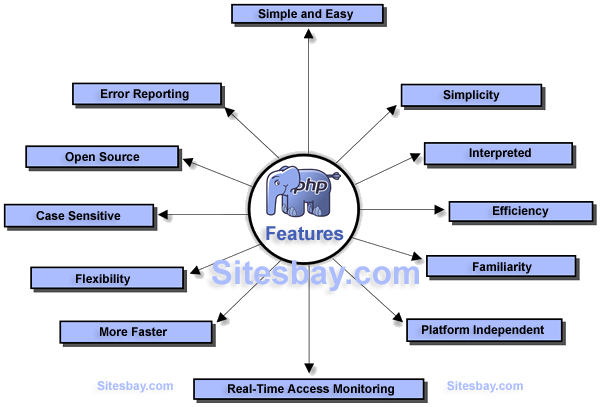 Simple and Easy
Error Reporting
Simplicity
Open Source
Interpreted
php
Case Sensitive
Efficiency
Features
Sitesbay.com
Flexibility
Familiarity
More Faster
Platform Independent
Sitesbay.com
Real-Time Access Monitoring
Sitesbay.com